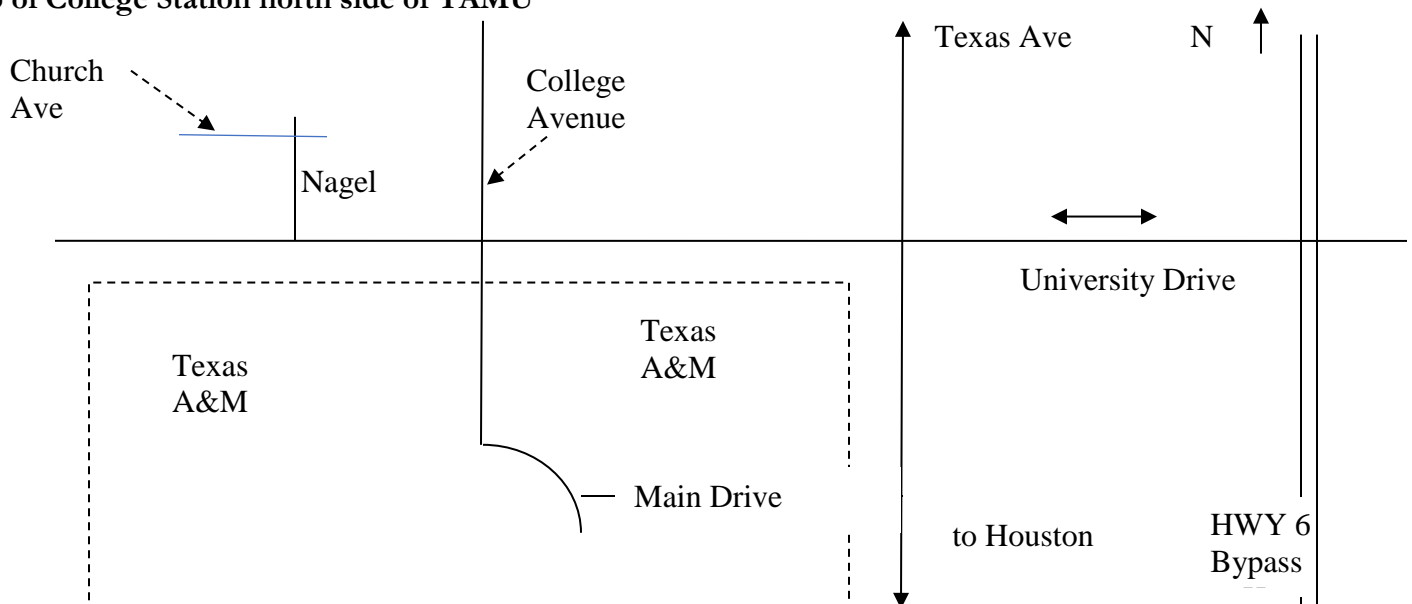 of College Station north side of TAMU
Texas Ave
N
Church
Ave
College
Avenue
Nagel
University Drive
Texas
A&M
Texas
A&M
Main Drive
to Houston
HWY 6
Bypass